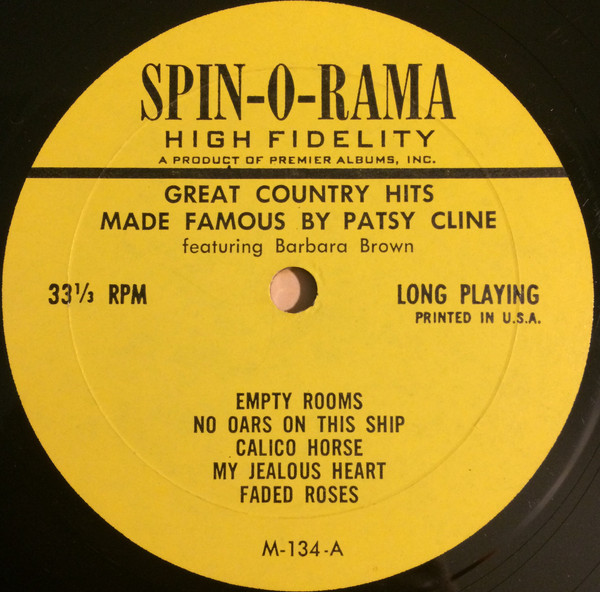 SPIN-O-RAMA
HIGH FIDELITY
A PRODUCT OF PREMIER ALBUMS, INC.
GREAT COUNTRY HITS
MADE FAMOUS BY PATSY CLINE
featuring Barbara Brown
33⅓ RPM
LONG PLAYING
PRINTED IN U.S.A.
EMPTY ROOMS
NO OARS ON THIS SHIP
CALICO HORSE
MY JEALOUS HEART
FADED ROSES
M-134-A